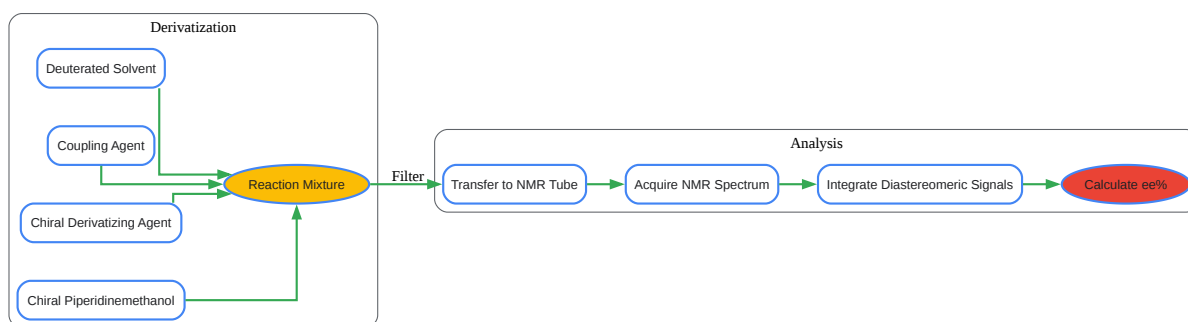 Derivatization
Deuterated Solvent
Coupling Agent
Chiral Derivatizing Agent
Chiral Piperidinemethanol
Reaction Mixture
Filter
Analysis
Transfer to NMR Tube
Acquire NMR Spectrum
Integrate Diastereomeric Signals
Calculate ee%